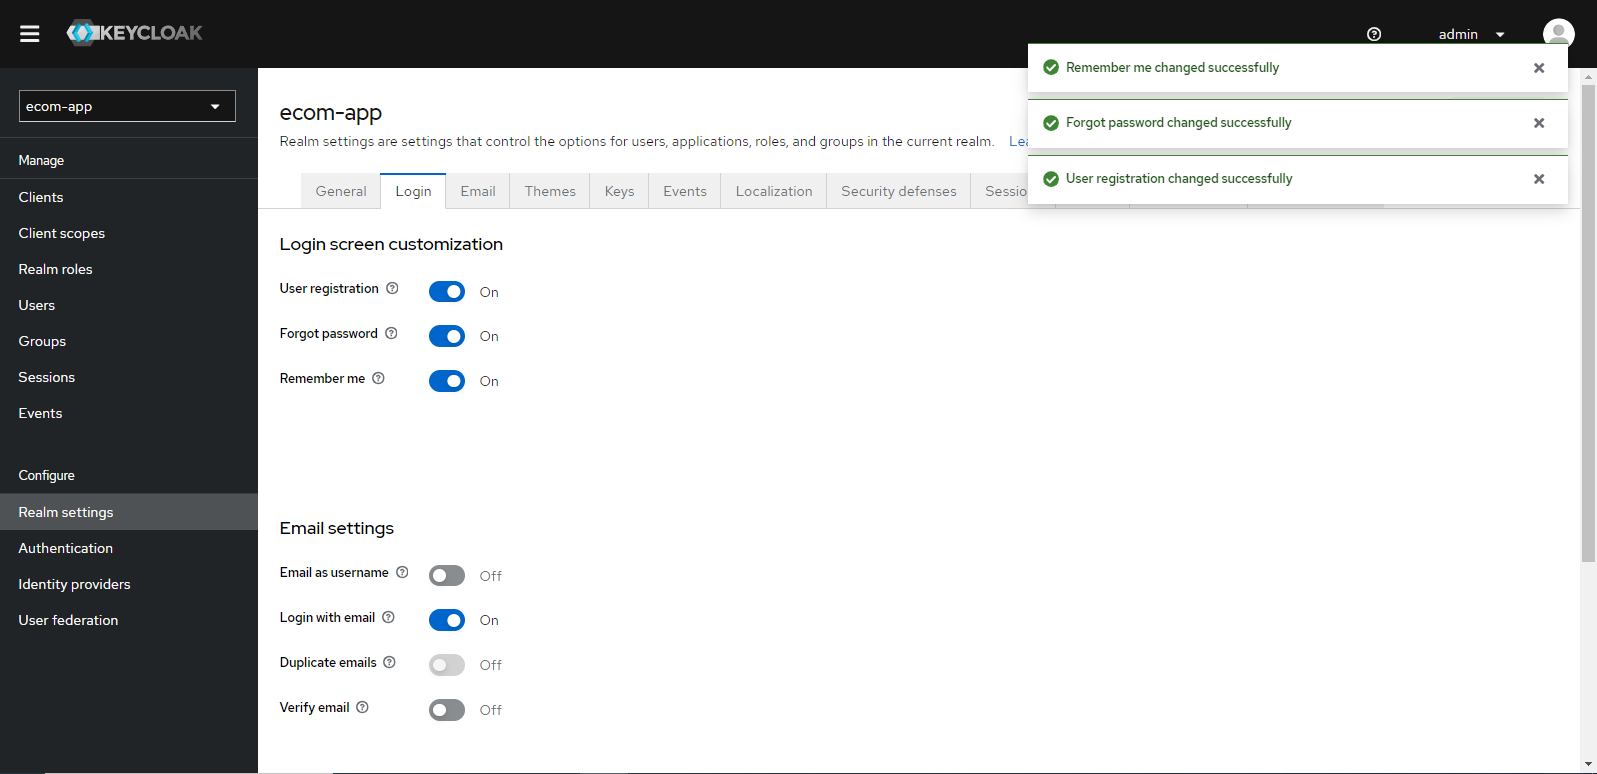 KEYCLOAK
admin
Remember me changed successfully
Forgot password changed successfully
User registration changed successfully
ecom-app
Manage
Clients
Client scopes
Realm roles
Users
Groups
Sessions
Events
Configure
Realm settings
Authentication
Identity providers
User federation
ecom-app
Realm settings are settings that control the options for users, applications, roles, and groups in the current realm. Lea
General Login Email Themes Keys Events Localization Security defenses Sessio
Login screen customization
User registration On
Forgot password On
Remember me On
Email settings
Email as username Off
Login with email On
Duplicate emails Off
Verify email Off